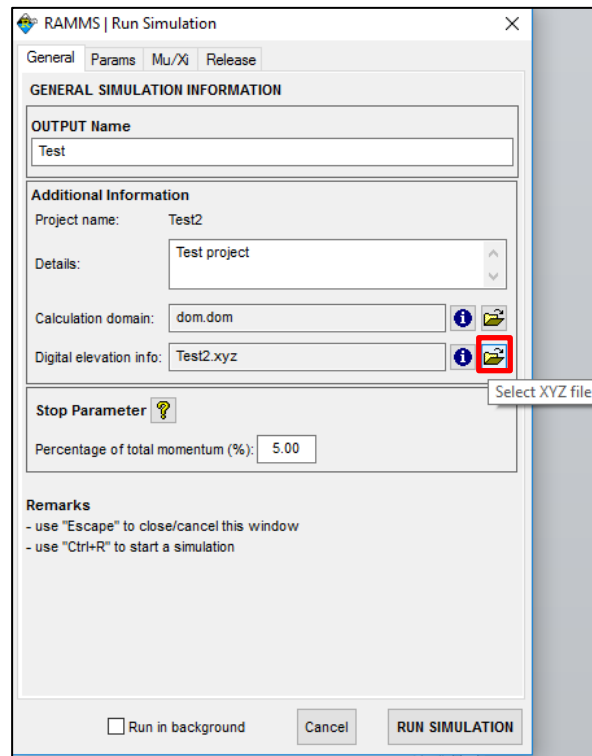 RAMMS | Run Simulation
General Params Mu/Xi Release
GENERAL SIMULATION INFORMATION
OUTPUT Name
Test
Additional Information
Project name: Test2
Details: Test project
Calculation domain: dom.dom
Digital elevation info: Test2.xyz
Select XYZ file
Stop Parameter
Percentage of total momentum (%): 5.00
Remarks
- use "Escape" to close/cancel this window
- use "Ctrl+R" to start a simulation
Run in background Cancel RUN SIMULATION